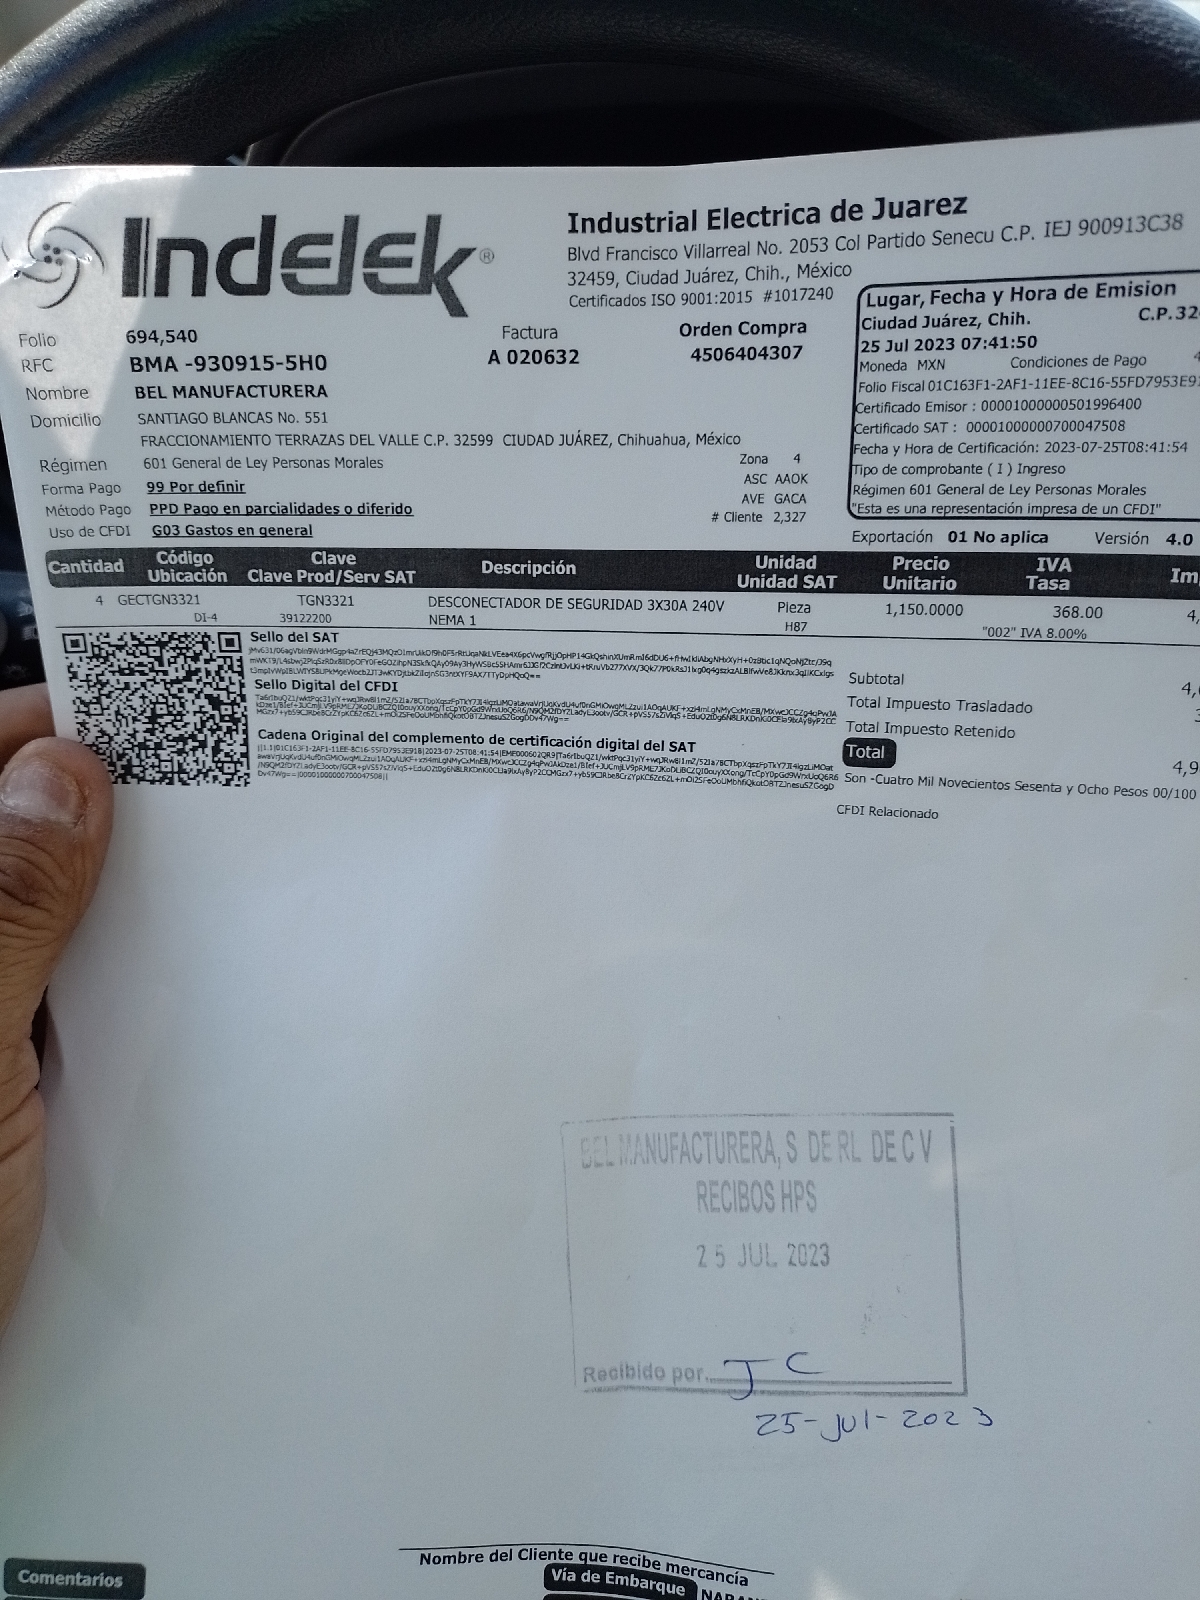 Indelek®
Industrial Electrica de Juarez
Blvd Francisco Villarreal No. 2053 Col Partido Senecu C.P. IEJ 900913C38
32459, Ciudad Juárez, Chih., México
Certificados ISO 9001:2015 #1017240
Folio 694,540
Factura
A 020632
Orden Compra
4506404307
RFC BMA -930915-5H0
Nombre BEL MANUFACTURERA
Domicilio SANTIAGO BLANCAS No. 551
FRACCIONAMIENTO TERRAZAS DEL VALLE C.P. 32599 CIUDAD JUÁREZ, Chihuahua, México
Régimen 601 General de Ley Personas Morales
Forma Pago 99 Por definir
Método Pago PPD Pago en parcialidades o diferido
Uso de CFDI G03 Gastos en general
Zona 4
ASC AAOK
AVE GACA
# Cliente 2,327
Lugar, Fecha y Hora de Emision
Ciudad Juárez, Chih. C.P.32
25 Jul 2023 07:41:50
Moneda MXN Condiciones de Pago
Folio Fiscal 01C163F1-2AF1-11EE-8C16-55FD7953E91
Certificado Emisor : 00001000000501996400
Certificado SAT : 00001000000700047508
Fecha y Hora de Certificación: 2023-07-25T08:41:54
Tipo de comprobante ( I ) Ingreso
Régimen 601 General de Ley Personas Morales
"Esta es una representación impresa de un CFDI"
Exportación 01 No aplica Versión 4.0
Cantidad Código Ubicación Clave Clave Prod/Serv SAT Descripción Unidad Unidad SAT Precio Unitario IVA Tasa Im
4 GECTGN3321 TGN3321 DESCONECTADOR DE SEGURIDAD 3X30A 240V Pieza 1,150.0000 368.00 4,
DI-4 39122200 NEMA 1 H87 "002" IVA 8.00%
Sello del SAT
Sello Digital del CFDI
Cadena Original del complemento de certificación digital del SAT
Subtotal 4,
Total Impuesto Trasladado
Total Impuesto Retenido
Total 4,9
Son -Cuatro Mil Novecientos Sesenta y Ocho Pesos 00/100
CFDI Relacionado
BEL MANUFACTURERA, S DE RL DE C V
RECIBOS HPS
25 JUL 2023
Recibido por. J C
25-Jul-2023
Nombre del Cliente que recibe mercancía
Comentarios
Vía de Embarque